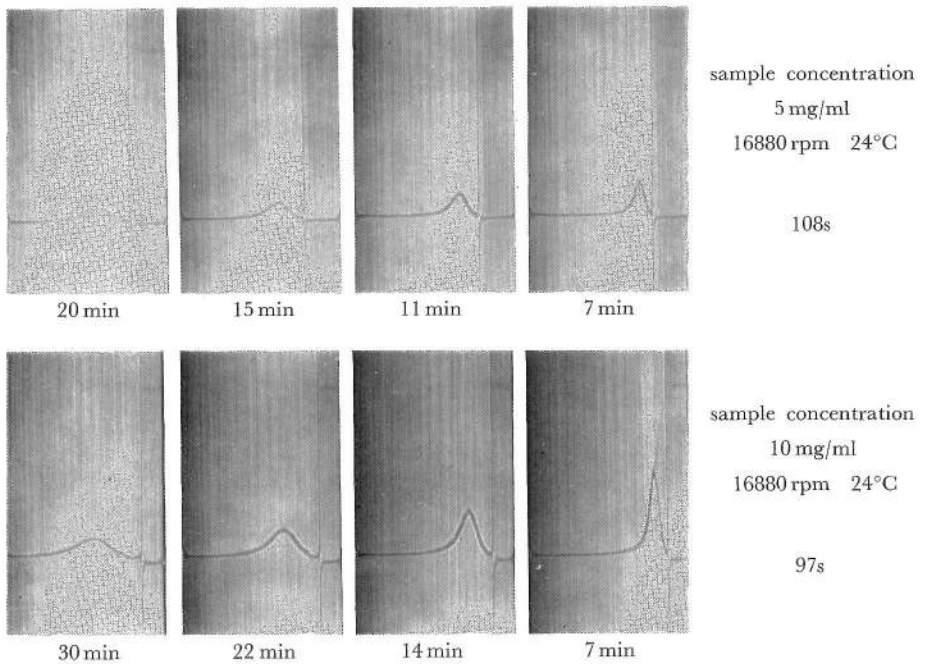 sample concentration
5 mg/ml
16880 rpm 24°C
108s
20 min
15 min
11 min
7 min
sample concentration
10 mg/ml
16880 rpm 24°C
97s
30 min
22 min
14 min
7 min